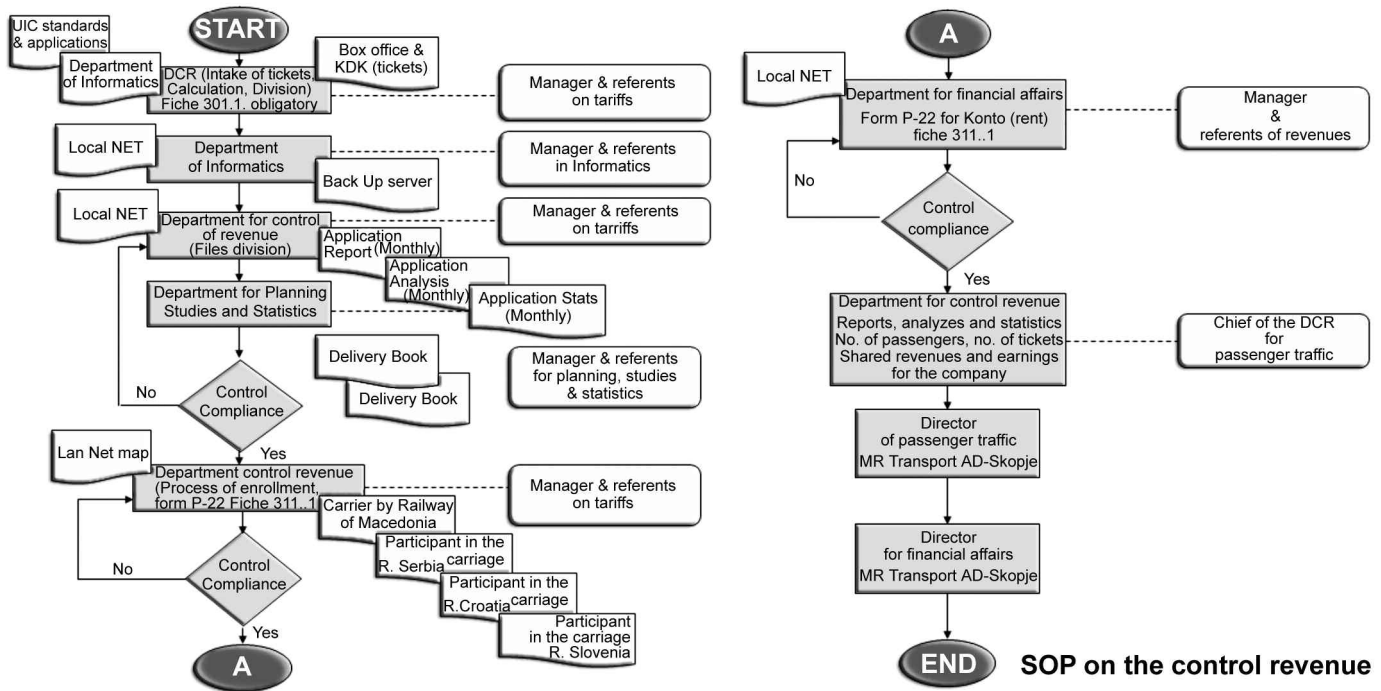 UIC standards
& applications
START
Department
of Informatics
Box office &
KDK (tickets)
DCR (Intake of tickets,
Calculation, Division)
Fiche 301.1. obligatory
Manager & referents
on tariffs
Local NET
Department
of Informatics
Manager & referents
in Informatics
Back Up server
Local NET
Department for control
of revenue
(Files division)
Manager & referents
on tarriffs
Application
Report (Monthly)
Application
Analysis
(Monthly)
Application Stats
(Monthly)
Department for Planning
Studies and Statistics
Delivery Book
Delivery Book
Manager & referents
for planning, studies
& statistics
No
Control
Compliance
Yes
Lan Net map
Department control revenue
(Process of enrollment,
form P-22 Fiche 311..1
Manager & referents
on tariffs
Carrier by Railway
of Macedonia
Participant in the
carriage
R. Serbia
Participant in the
carriage
R.Croatia
Participant
in the carriage
R. Slovenia
No
Control
Compliance
Yes
A
A
Local NET
Department for financial affairs
Form P-22 for Konto (rent)
fiche 311..1
Manager
&
referents of revenues
No
Control
compliance
Yes
Department for control revenue
Reports, analyzes and statistics
No. of passengers, no. of tickets
Shared revenues and earnings
for the company
Chief of the DCR
for
passenger traffic
Director
of passenger traffic
MR Transport AD-Skopje
Director
for financial affairs
MR Transport AD-Skopje
END
SOP on the control revenue